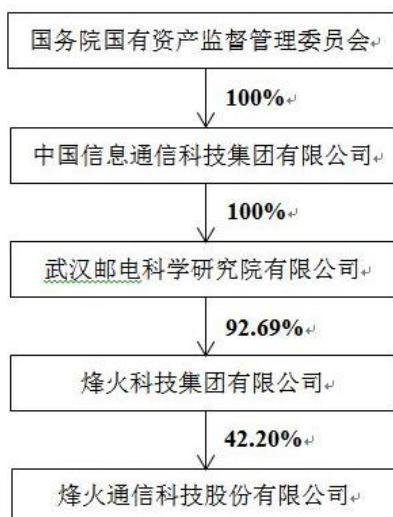 国务院国有资产监督管理委员会
100%
中国信息通信科技集团有限公司
100%
武汉邮电科学研究院有限公司
92.69%
烽火科技集团有限公司
42.20%
烽火通信科技股份有限公司